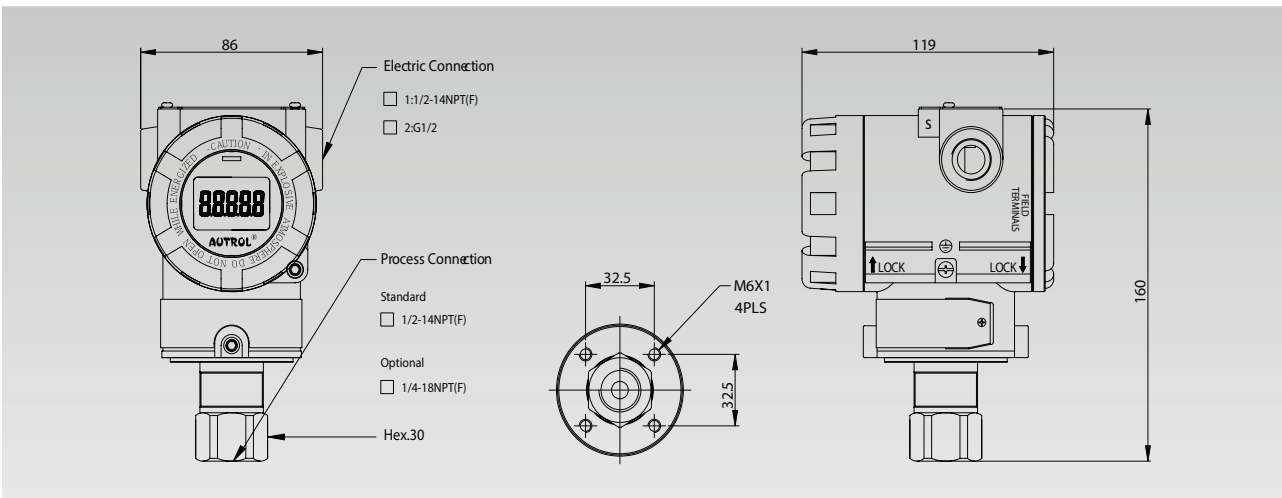 86
Electric Connection
1:1/2-14NPT(F)
2:G1/2
- CAUTION - IN EXPLOSIVE ATMOSPHERE DO NOT OPEN WHILE ENERGIZED
88888
AUTROL®
Process Connection
Standard
1/2-14NPT(F)
Optional
1/4-18NPT(F)
Hex.30
32.5
M6X1
4PLS
32.5
119
S
FIELD
TERMINALS
LOCK
LOCK
160